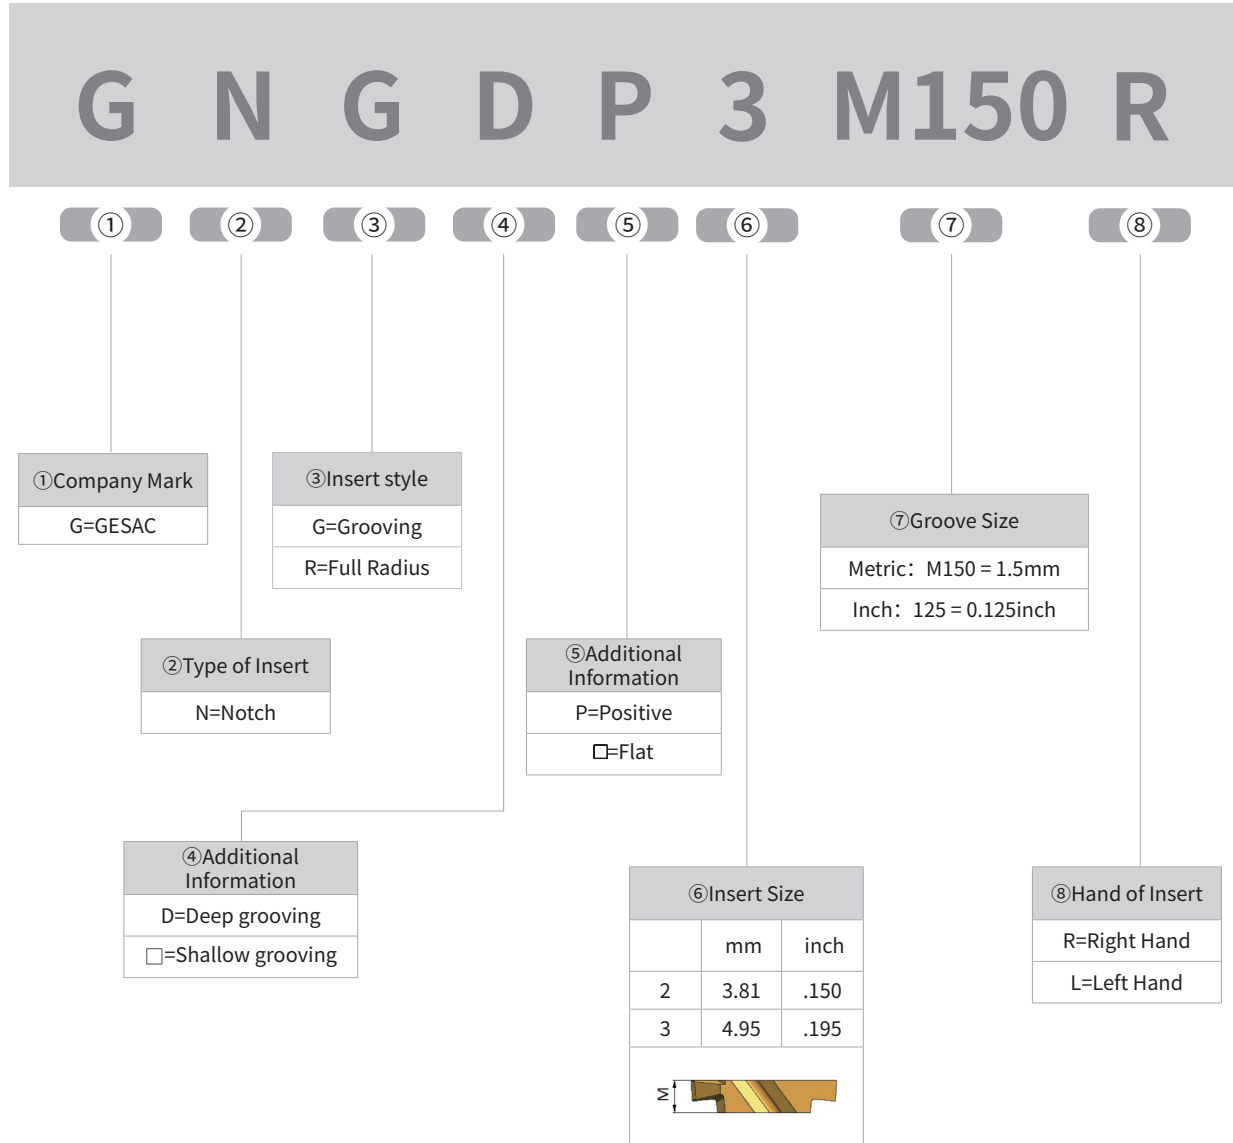 G N G D P 3 M150 R
① ② ③ ④ ⑤ ⑥ ⑦ ⑧
①Company Mark
G=GESAC
③Insert style
G=Grooving
R=Full Radius
⑦Groove Size
Metric：M150 = 1.5mm
Inch：125 = 0.125inch
②Type of Insert
N=Notch
⑤Additional
Information
P=Positive
□=Flat
④Additional
Information
D=Deep grooving
□=Shallow grooving
⑥Insert Size
mm inch
2 3.81 .150
3 4.95 .195
M
⑧Hand of Insert
R=Right Hand
L=Left Hand